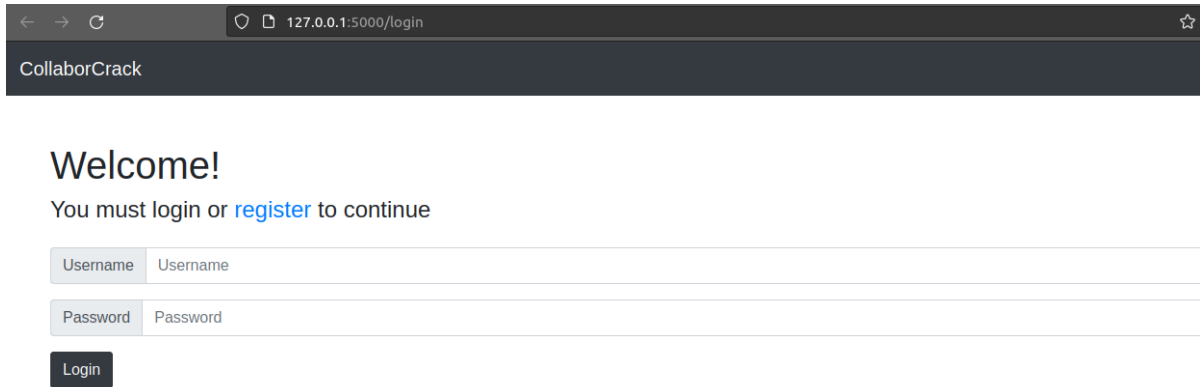 127.0.0.1:5000/login
CollaborCrack
Welcome!
You must login or register to continue
Username Username
Password Password
Login